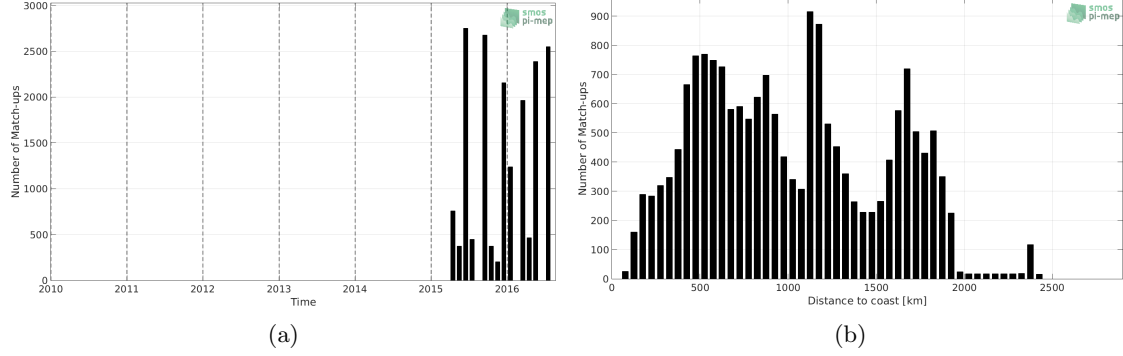 smos
pi-mep
Number of Match-ups
3000
2500
2000
1500
1000
500
0
2010 2011 2012 2013 2014 2015 2016
Time
(a)
smos
pi-mep
Number of Match-ups
900
800
700
600
500
400
300
200
100
0
0 500 1000 1500 2000 2500
Distance to coast [km]
(b)